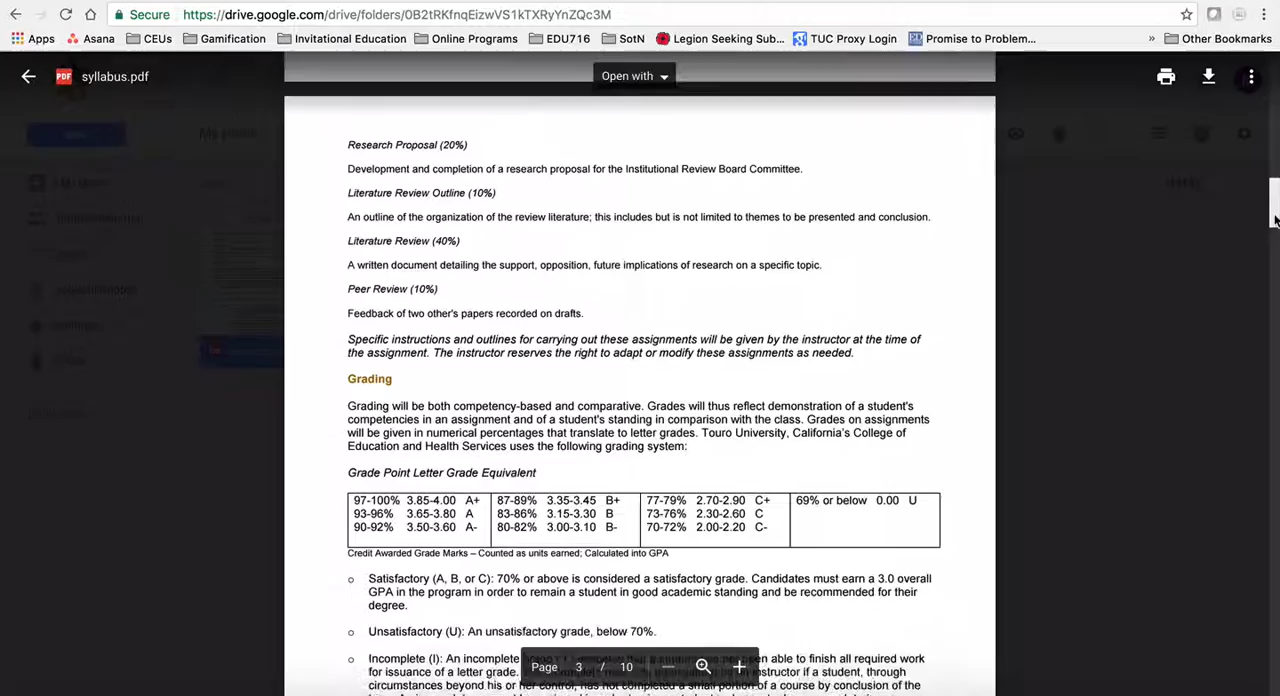 Secure https://drive.google.com/drive/folders/0B2tRKfnqEizwVS1kTXRyYnZQc3M
Apps Asana CEUs Gamification Invitational Education Online Programs EDU716 SotN Legion Seeking Sub... TUC Proxy Login Promise to Problem... » Other Bookmarks
PDF syllabus.pdf Open with
Research Proposal (20%)
Development and completion of a research proposal for the Institutional Review Board Committee.
Literature Review Outline (10%)
An outline of the organization of the review literature; this includes but is not limited to themes to be presented and conclusion.
Literature Review (40%)
A written document detailing the support, opposition, future implications of research on a specific topic.
Peer Review (10%)
Feedback of two other's papers recorded on drafts.
Specific instructions and outlines for carrying out these assignments will be given by the instructor at the time of
the assignment. The instructor reserves the right to adapt or modify these assignments as needed.
Grading
Grading will be both competency-based and comparative. Grades will thus reflect demonstration of a student's
competencies in an assignment and of a student's standing in comparison with the class. Grades on assignments
will be given in numerical percentages that translate to letter grades. Touro University, California's College of
Education and Health Services uses the following grading system:
Grade Point Letter Grade Equivalent
97-100% 3.85-4.00 A+ 87-89% 3.35-3.45 B+ 77-79% 2.70-2.90 C+ 69% or below 0.00 U
93-96% 3.65-3.80 A 83-86% 3.15-3.30 B 73-76% 2.30-2.60 C
90-92% 3.50-3.60 A- 80-82% 3.00-3.10 B- 70-72% 2.00-2.20 C-
Credit Awarded Grade Marks – Counted as units earned; Calculated into GPA
o Satisfactory (A, B, or C): 70% or above is considered a satisfactory grade. Candidates must earn a 3.0 overall
GPA in the program in order to remain a student in good academic standing and be recommended for their
degree.
o Unsatisfactory (U): An unsatisfactory grade, below 70%.
o Incomplete (I): An incomplete en able to finish all required work
for issuance of a letter grade. instructor if a student, through
circumstances beyond his or her control, has not completed a small portion of a course by conclusion of the
Page 3 / 10